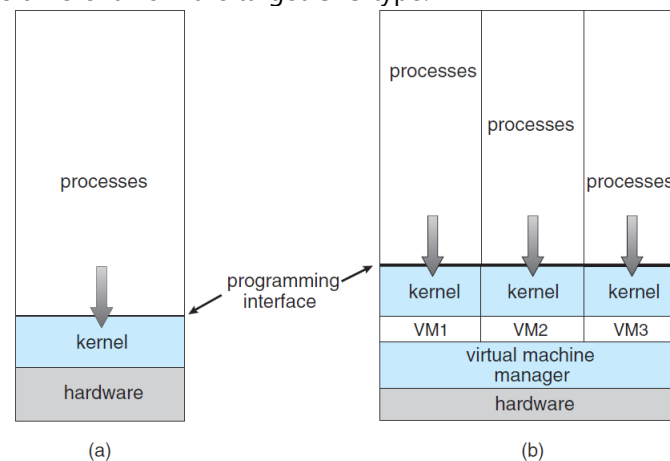 processes
kernel
hardware
(a)
programming
interface
processes
processes
processes
kernel
kernel
kernel
VM1
VM2
VM3
virtual machine
manager
hardware
(b)